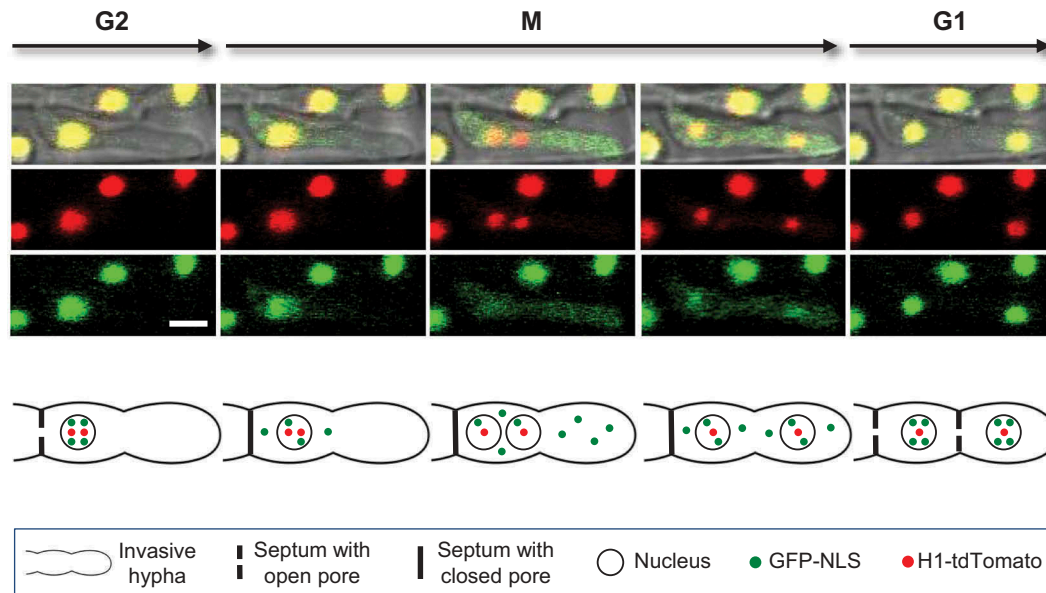 G2
M
G1
Invasive
hypha
Septum with
open pore
Septum with
closed pore
Nucleus
GFP-NLS
H1-tdTomato